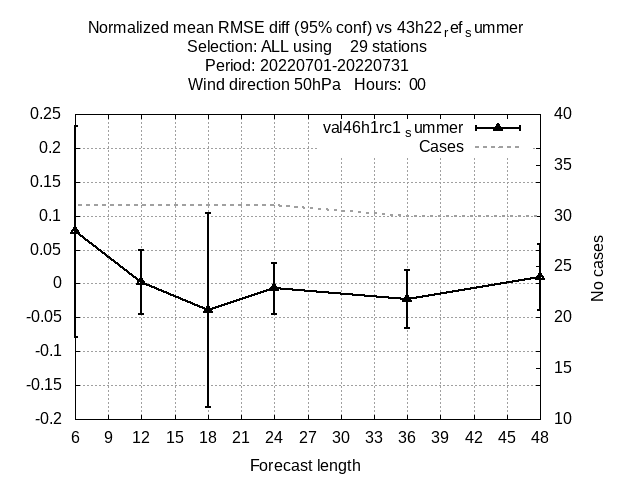 Normalized mean RMSE diff (95% conf) vs 43h22ref summer
Selection: ALL using 29 stations
Period: 20220701-20220731
Wind direction 50hPa Hours: 00
0.25
0.2
0.15
0.1
0.05
0
-0.05
-0.1
-0.15
-0.2
val46h1rc1summer
Cases
40
35
30
25
20
15
10
No cases
6 9 12 15 18 21 24 27 30 33 36 39 42 45 48
Forecast length